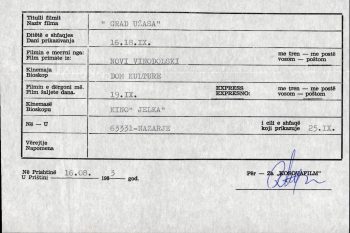 Titulli filmit
Naziv filma
" GRAD UŽASA"
Ditëtë e shfaqjes
Dani prikazivanja
16.18.IX.
Filmin e morrni nga:
Film primate iz:
NOVI VINODOLSKI
me tren — me postë
vozom — poštom
Kinemaja
Bioskop
DOM KULTURE
Filmin e dërgoni më.
Film šaljete dana.
19.IX.
EXPRESS
EXPRESNO:
me tren — me postë
vozom — poštom
Kinemasë
Bioskopu
KINO" JELKA"
Në — U
63331-NAZARJE
i cili e shfaqë
koji prikazuje
25.IX.
Vërejtje
Napomena
Në Prishtinë
U Prištini
16.08. 198 3 god.
Për — Za „KOSOVAFILM"